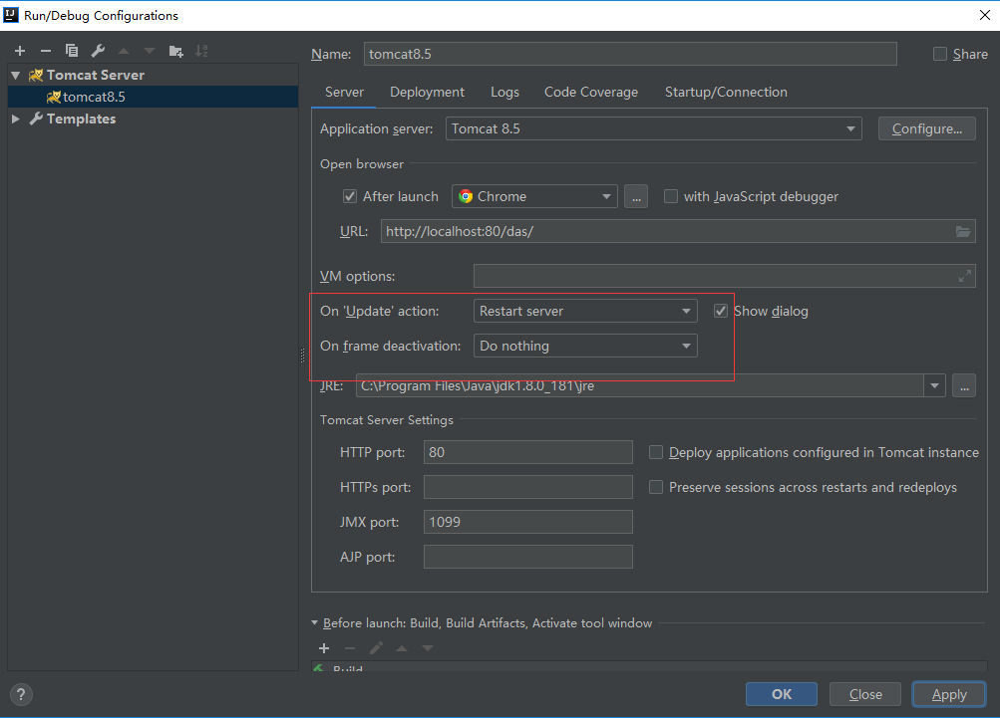 Run/Debug Configurations
Name: tomcat8.5 Share
Tomcat Server
tomcat8.5
Templates
Server Deployment Logs Code Coverage Startup/Connection
Application server: Tomcat 8.5 Configure...
Open browser
After launch Chrome ... with JavaScript debugger
URL: http://localhost:80/das/
VM options:
On 'Update' action: Restart server Show dialog
On frame deactivation: Do nothing
JRE: C:\Program Files\Java\jdk1.8.0_181\jre ...
Tomcat Server Settings
HTTP port: 80 Deploy applications configured in Tomcat instance
HTTPs port: Preserve sessions across restarts and redeploys
JMX port: 1099
AJP port:
Before launch: Build, Build Artifacts, Activate tool window
Build
? OK Close Apply